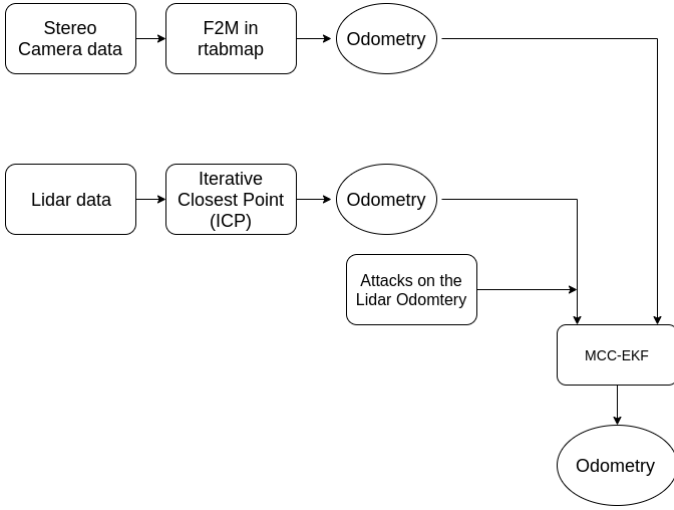 Stereo
Camera data
F2M in
rtabmap
Odometry
Lidar data
Iterative
Closest Point
(ICP)
Odometry
Attacks on the
Lidar Odomtery
MCC-EKF
Odometry